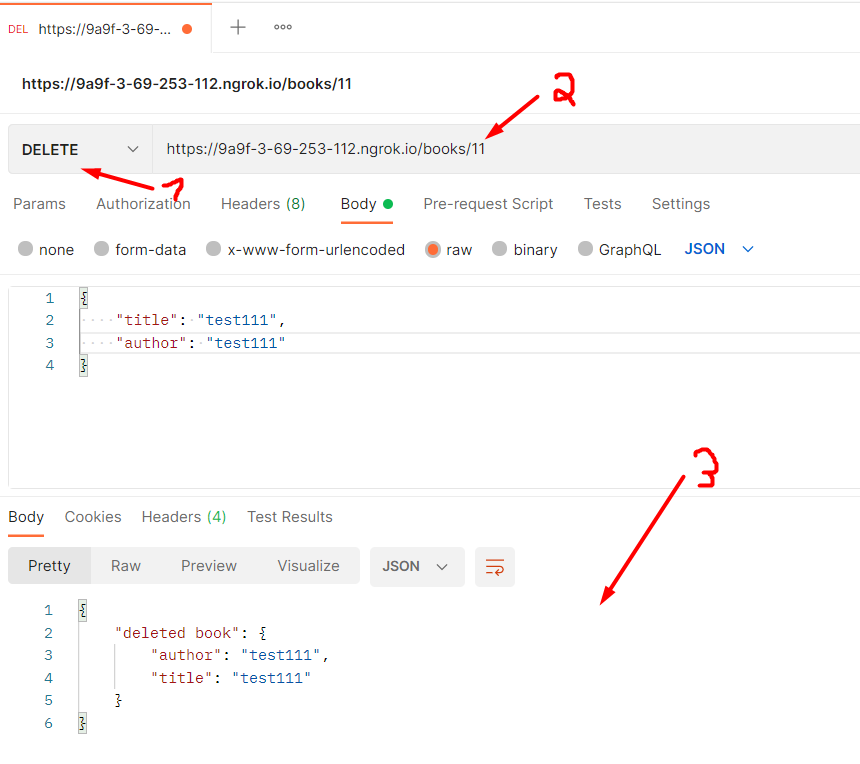 DEL https://9a9f-3-69-...
https://9a9f-3-69-253-112.ngrok.io/books/11
2
DELETE https://9a9f-3-69-253-112.ngrok.io/books/11
1
Params Authorization Headers (8) Body Pre-request Script Tests Settings
none form-data x-www-form-urlencoded raw binary GraphQL JSON
1 {
2 "title": "test111",
3 "author": "test111"
4 }
3
Body Cookies Headers (4) Test Results
Pretty Raw Preview Visualize JSON
1 {
2 "deleted book": {
3 "author": "test111",
4 "title": "test111"
5 }
6 }